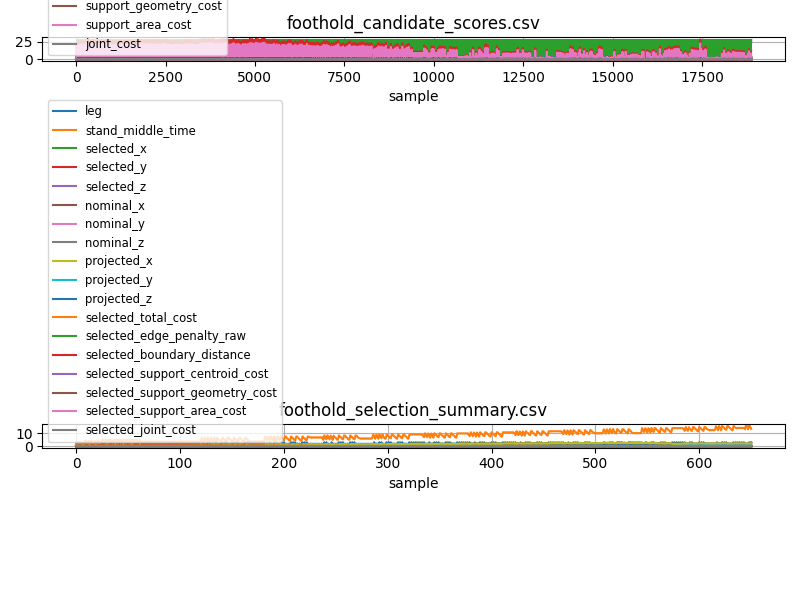 support_geometry_cost
support_area_cost
joint_cost
foothold_candidate_scores.csv
25
0
0 2500 5000 7500 10000 12500 15000 17500
sample
leg
stand_middle_time
selected_x
selected_y
selected_z
nominal_x
nominal_y
nominal_z
projected_x
projected_y
projected_z
selected_total_cost
selected_edge_penalty_raw
selected_boundary_distance
selected_support_centroid_cost
selected_support_geometry_cost
selected_support_area_cost
selected_joint_cost
foothold_selection_summary.csv
10
0
0 100 200 300 400 500 600
sample